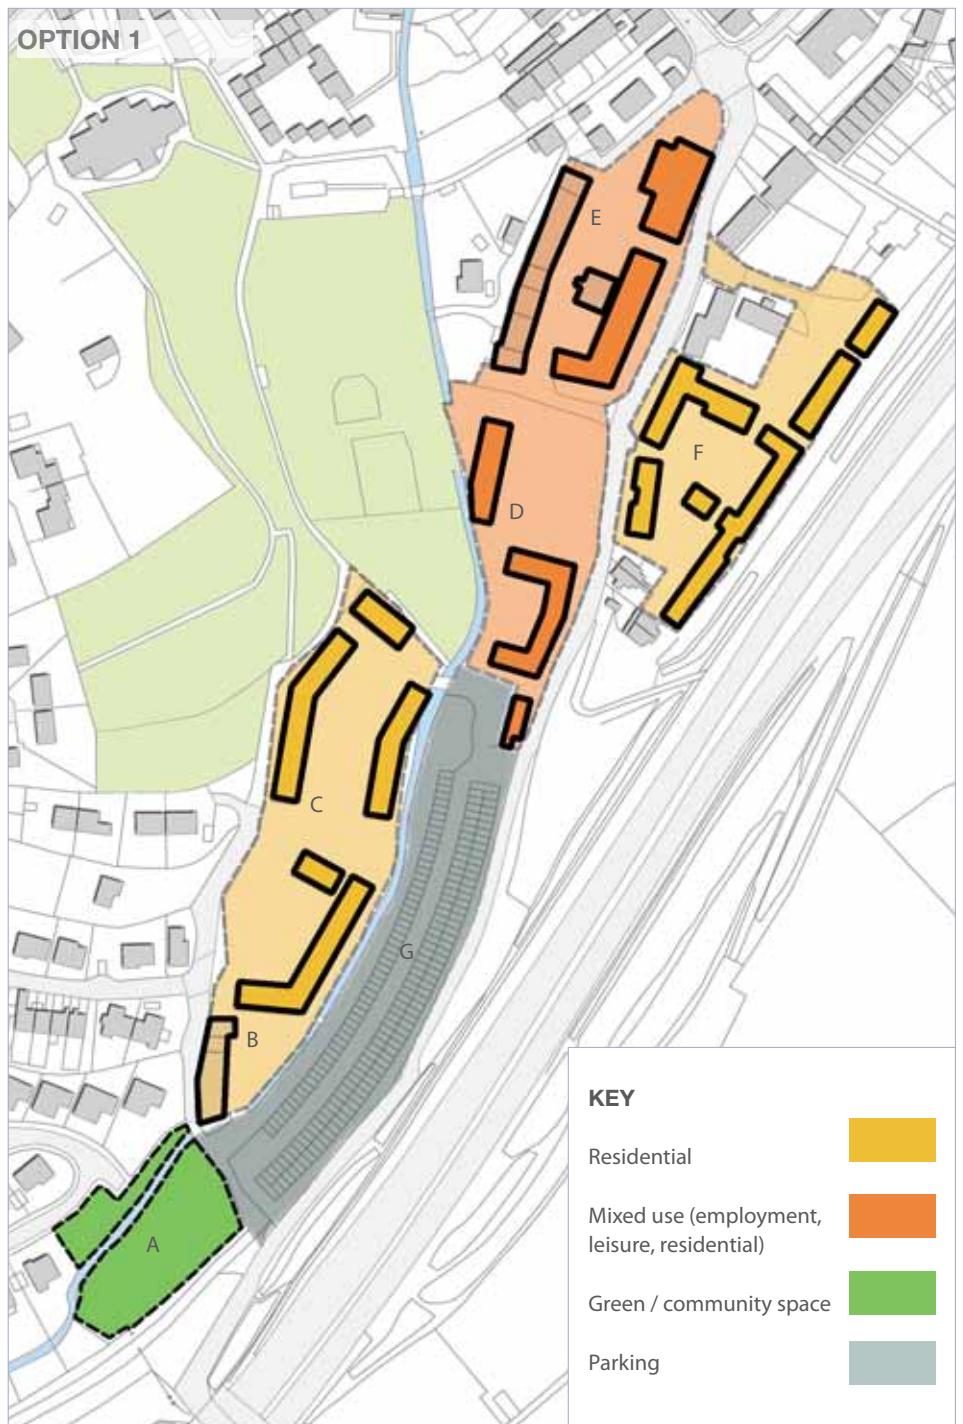 OPTION 1
E
F
D
C
G
B
A
KEY
Residential
Mixed use (employment,
leisure, residential)
Green / community space
Parking